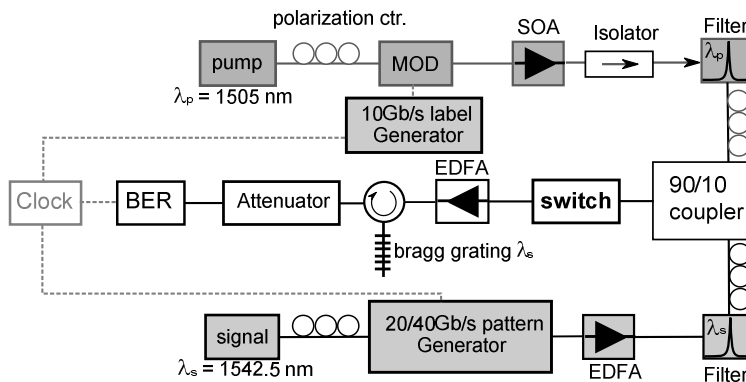 polarization ctr.
SOA
Isolator
Filter
pump
MOD
λp
λp = 1505 nm
10Gb/s label
Generator
EDFA
90/10
coupler
Clock
BER
Attenuator
switch
bragg grating λs
signal
20/40Gb/s pattern
Generator
λs
λs = 1542.5 nm
EDFA
Filter